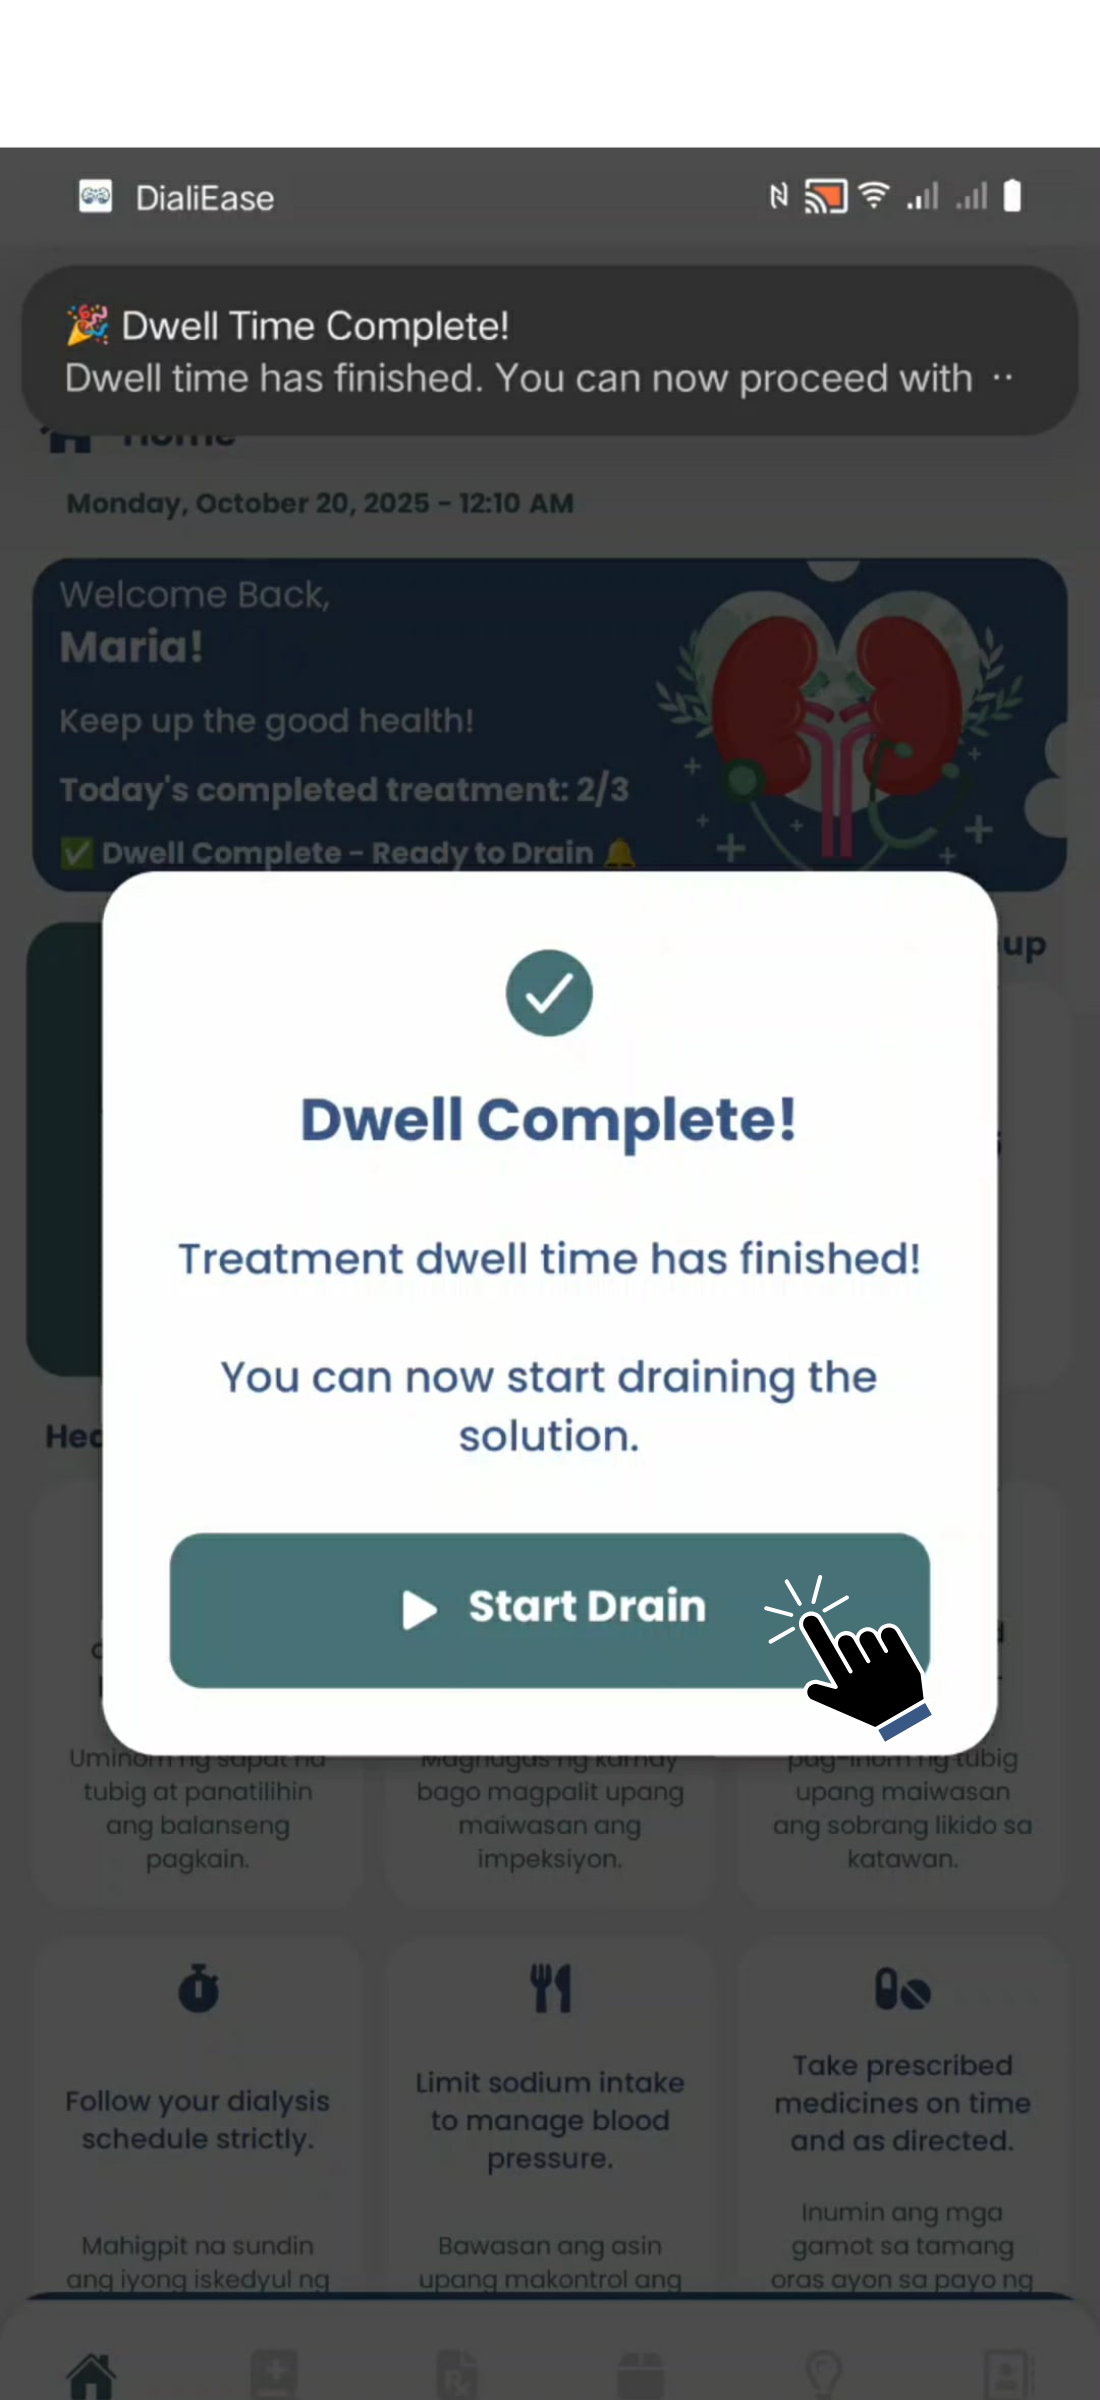 DialiEase
🎉 Dwell Time Complete!
Dwell time has finished. You can now proceed with ··
Home
Monday, October 20, 2025 - 12:10 AM
Welcome Back,
Maria!
Keep up the good health!
Today's completed treatment: 2/3
✅ Dwell Complete - Ready to Drain 🔔
up
Dwell Complete!
Treatment dwell time has finished!
You can now start draining the
solution.
Start Drain
Uminom ng sapat na
tubig at panatilihin
ang balanseng
pagkain.
Maghugas ng kamay
bago magpalit upang
maiwasan ang
impeksiyon.
pag-inom ng tubig
upang maiwasan
ang sobrang likido sa
katawan.
Follow your dialysis
schedule strictly.
Mahigpit na sundin
ang iyong iskedyul ng
Limit sodium intake
to manage blood
pressure.
Bawasan ang asin
upang makontrol ang
Take prescribed
medicines on time
and as directed.
Inumin ang mga
gamot sa tamang
oras ayon sa payo ng